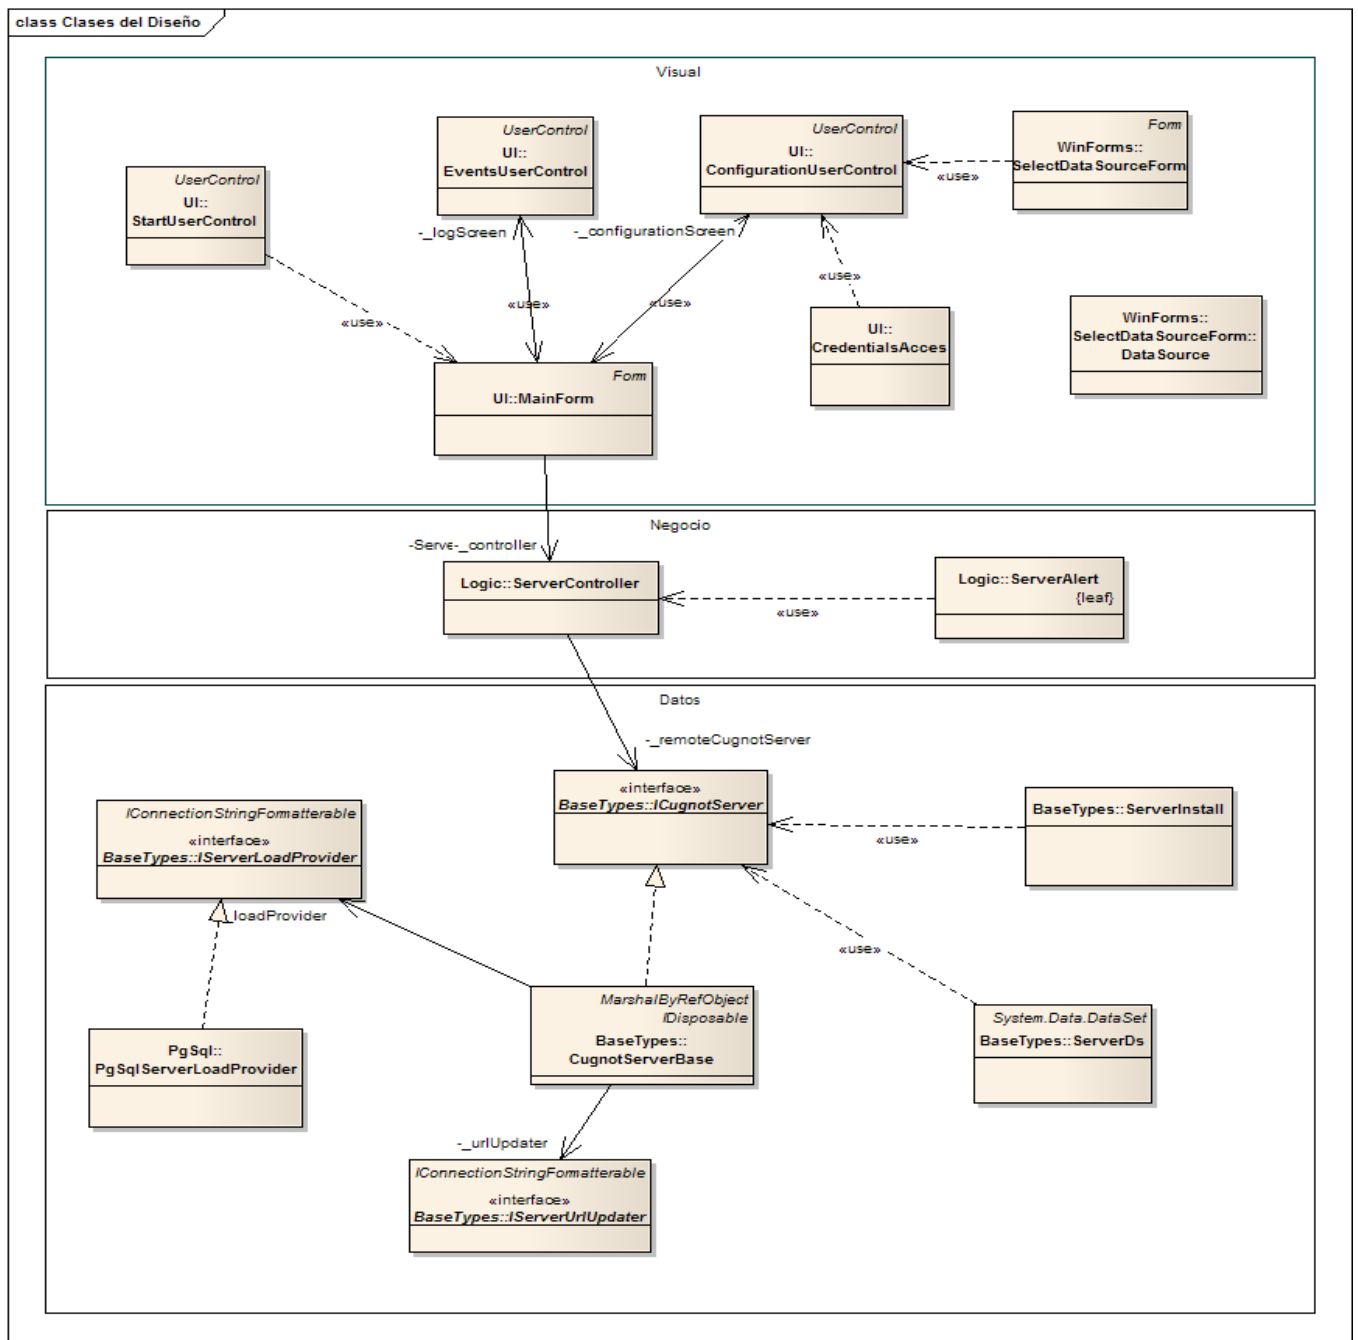 class Clases del Diseño
Visual
UserControl
UI::
EventsUserControl
UserControl
UI::
ConfigurationUserControl
Form
WinForms::
SelectDataSourceForm
«use»
UserControl
UI::
StartUserControl
-_logScreen
-_configurationScreen
«use»
«use»
«use»
«use»
UI::
CredentialsAcces
WinForms::
SelectDataSourceForm::
DataSource
Form
UI::MainForm
Negocio
-Serve-_controller
Logic::ServerController
Logic::ServerAlert
{leaf}
«use»
Datos
-_remoteCugnotServer
«interface»
BaseTypes::ICugnotServer
BaseTypes::ServerInstall
«use»
IConnectionStringFormatterable
«interface»
BaseTypes::IServerLoadProvider
loadProvider
«use»
MarshalByRefObject
IDisposable
BaseTypes::
CugnotServerBase
System.Data.DataSet
BaseTypes::ServerDs
PgSql::
PgSqlServerLoadProvider
-_urlUpdater
IConnectionStringFormatterable
«interface»
BaseTypes::IServerUrlUpdater